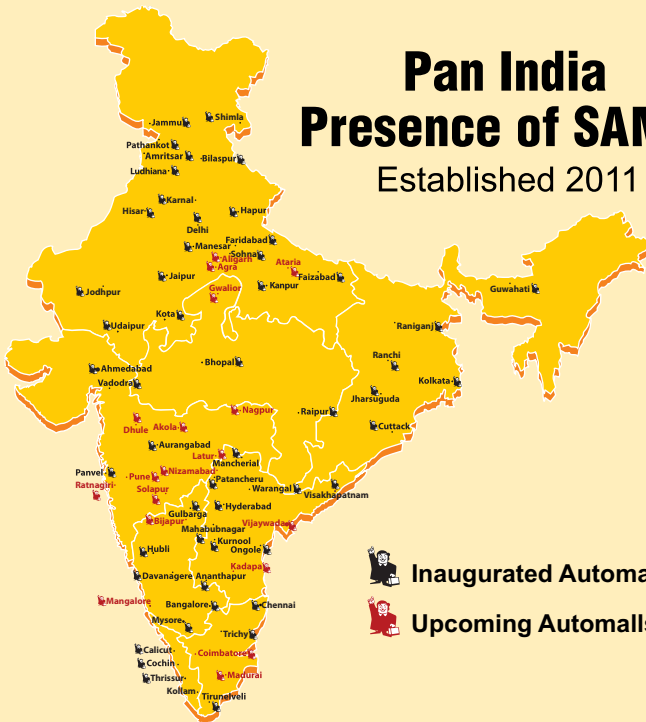 Pan India
Presence of SAM
Established 2011
Jammu
Shimla
Pathankot
Amritsar
Bilaspur
Ludhiana
Karnal
Hisar
Hapur
Delhi
Manesar
Faridabad
Sohna
Aligarh
Agra
Ataria
Jaipur
Faizabad
Kanpur
Gwalior
Guwahati
Jodhpur
Kota
Udaipur
Raniganj
Bhopal
Ranchi
Ahmedabad
Vadodra
Kolkata
Jharsuguda
Nagpur
Raipur
Dhule
Akola
Cuttack
Aurangabad
Latur
Mancherial
Panvel
Nizamabad
Pune
Ratnagiri
Patancheru
Solapur
Warangal
Visakhapatnam
Gulbarga
Hyderabad
Bijapur
Mahabubnagar
Vijaywada
Kurnool
Hubli
Ongole
Kadapa
Inaugurated Automa
Davanagere
Ananthapur
Mangalore
Bangalore
Chennai
Upcoming Automalls
Mysore
Trichy
Calicut
Coimbatore
Cochin
Thrissur
Madurai
Kollam
Tirunelveli